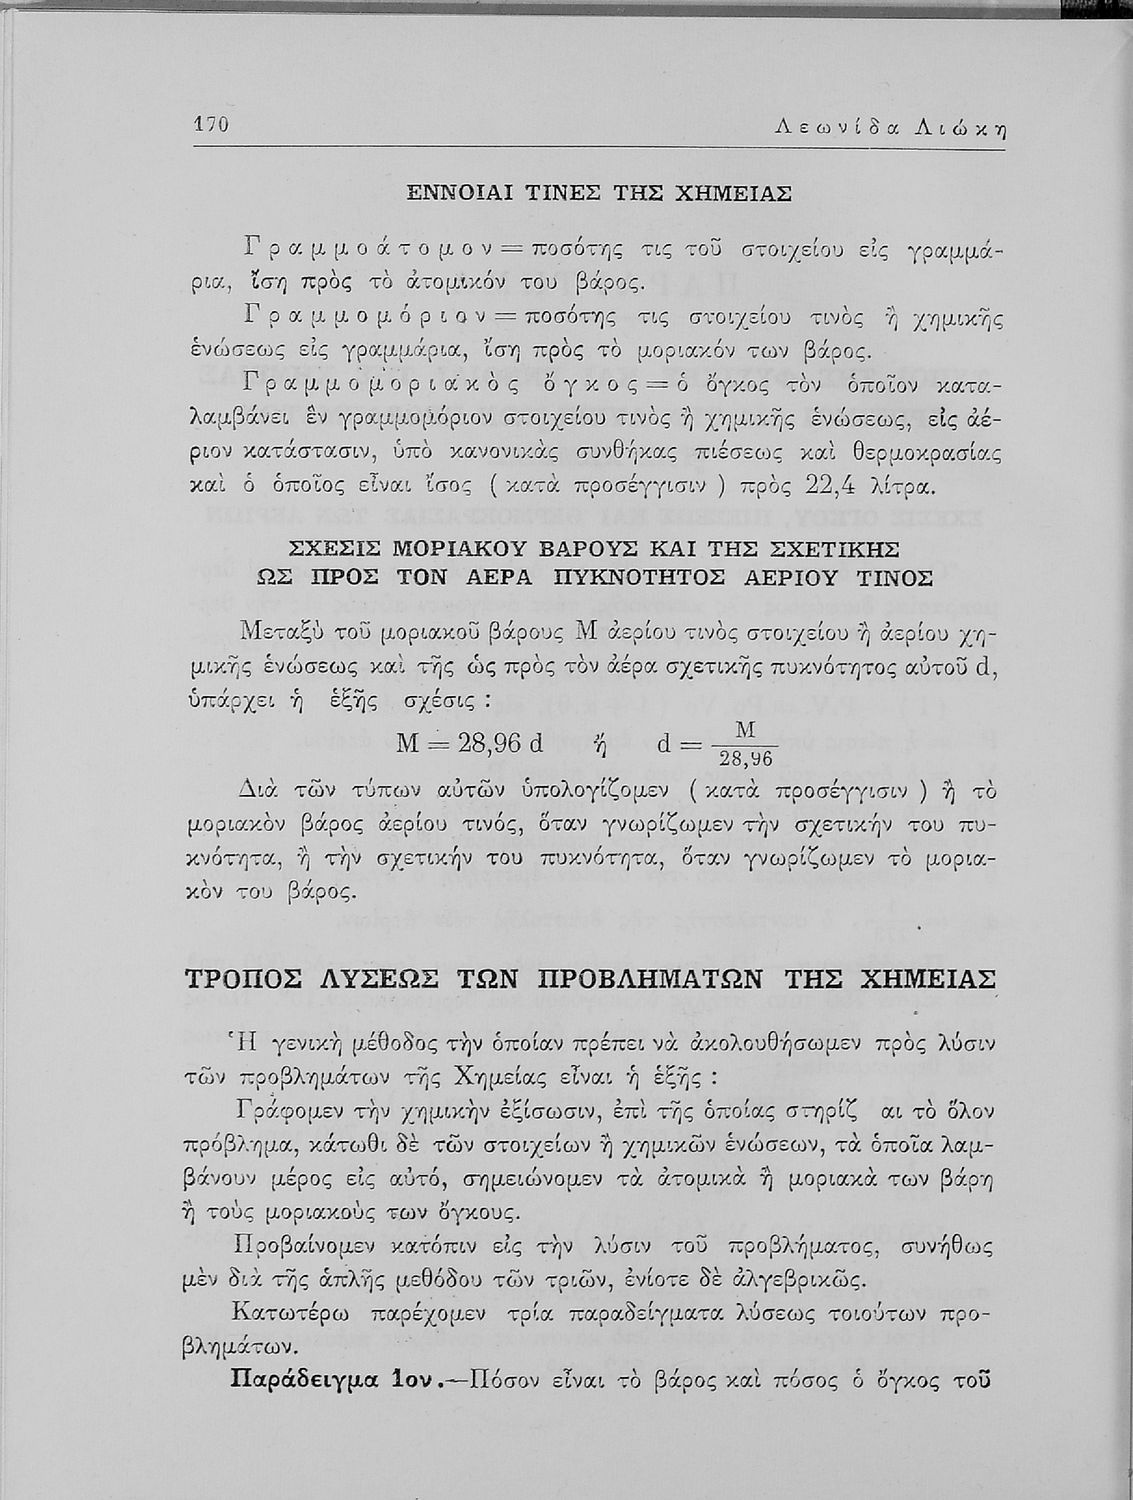 170 Λεωνίδα Λιώκη
ΕΝΝΟΙΑΙ ΤΙΝΕΣ ΤΗΣ ΧΗΜΕΙΑΣ
Γραμμοάτομον = ποσότης τις τοῦ στοιχείου εἰς γραμμά-
ρια, ἴση πρὸς τὸ ἀτομικόν του βάρος.
Γραμμομόριον = ποσότης τις στοιχείου τινὸς ἢ χημικῆς
ἑνώσεως εἰς γραμμάρια, ἴση πρὸς τὸ μοριακόν των βάρος.
Γραμμομοριακὸς ὄγκος = ὁ ὄγκος τὸν ὁποῖον κατα-
λαμβάνει ἓν γραμμομόριον στοιχείου τινὸς ἢ χημικῆς ἑνώσεως, εἰς ἀέ-
ριον κατάστασιν, ὑπὸ κανονικὰς συνθήκας πιέσεως καὶ θερμοκρασίας
καὶ ὁ ὁποῖος εἶναι ἴσος ( κατὰ προσέγγισιν ) πρὸς 22,4 λίτρα.
ΣΧΕΣΙΣ ΜΟΡΙΑΚΟΥ ΒΑΡΟΥΣ ΚΑΙ ΤΗΣ ΣΧΕΤΙΚΗΣ
ΩΣ ΠΡΟΣ ΤΟΝ ΑΕΡΑ ΠΥΚΝΟΤΗΤΟΣ ΑΕΡΙΟΥ ΤΙΝΟΣ
Μεταξὺ τοῦ μοριακοῦ βάρους Μ ἀερίου τινὸς στοιχείου ἢ ἀερίου χη-
μικῆς ἑνώσεως καὶ τῆς ὡς πρὸς τὸν ἀέρα σχετικῆς πυκνότητος αὐτοῦ d,
ὑπάρχει ἡ ἑξῆς σχέσις :
M = 28,96 d ἤ d = M / 28,96
Διὰ τῶν τύπων αὐτῶν ὑπολογίζομεν ( κατὰ προσέγγισιν ) ἢ τὸ
μοριακὸν βάρος ἀερίου τινός, ὅταν γνωρίζωμεν τὴν σχετικήν του πυ-
κνότητα, ἢ τὴν σχετικήν του πυκνότητα, ὅταν γνωρίζωμεν τὸ μορια-
κὸν του βάρος.
ΤΡΟΠΟΣ ΛΥΣΕΩΣ ΤΩΝ ΠΡΟΒΛΗΜΑΤΩΝ ΤΗΣ ΧΗΜΕΙΑΣ
Ἡ γενικὴ μέθοδος τὴν ὁποίαν πρέπει νὰ ἀκολουθήσωμεν πρὸς λύσιν
τῶν προβλημάτων τῆς Χημείας εἶναι ἡ ἑξῆς :
Γράφομεν τὴν χημικὴν ἐξίσωσιν, ἐπὶ τῆς ὁποίας στηρίζ αι τὸ ὅλον
πρόβλημα, κάτωθι δὲ τῶν στοιχείων ἢ χημικῶν ἑνώσεων, τὰ ὁποῖα λαμ-
βάνουν μέρος εἰς αὐτό, σημειώνομεν τὰ ἀτομικὰ ἢ μοριακὰ των βάρη
ἢ τοὺς μοριακοὺς των ὄγκους.
Προβαίνομεν κατόπιν εἰς τὴν λύσιν τοῦ προβλήματος, συνήθως
μὲν διὰ τῆς ἁπλῆς μεθόδου τῶν τριῶν, ἐνίοτε δὲ ἀλγεβρικῶς.
Κατωτέρω παρέχομεν τρία παραδείγματα λύσεως τοιούτων προ-
βλημάτων.
Παράδειγμα 1ον.—Πόσον εἶναι τὸ βάρος καὶ πόσος ὁ ὄγκος τοῦ